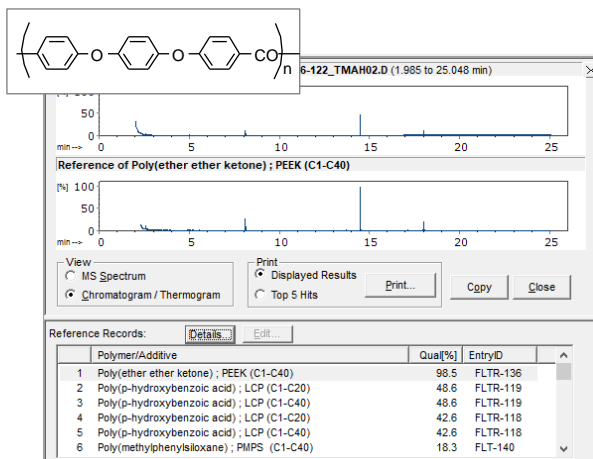 O O CO n
6-122_TMAH02.D (1.985 to 25.048 min)
50
0
min-->
0 5 10 15 20 25
Reference of Poly(ether ether ketone) ; PEEK (C1-C40)
[%] 100
50
0
min-->
0 5 10 15 20 25
View
MS Spectrum
Chromatogram / Thermogram
Print
Displayed Results
Top 5 Hits
Print...
Copy
Close
Reference Records: Details... Edit...
Polymer/Additive Qual[%] EntryID
1 Poly(ether ether ketone) ; PEEK (C1-C40) 98.5 FLTR-136
2 Poly(p-hydroxybenzoic acid) ; LCP (C1-C20) 48.6 FLTR-119
3 Poly(p-hydroxybenzoic acid) ; LCP (C1-C40) 48.6 FLTR-119
4 Poly(p-hydroxybenzoic acid) ; LCP (C1-C20) 42.6 FLTR-118
5 Poly(p-hydroxybenzoic acid) ; LCP (C1-C40) 42.6 FLTR-118
6 Poly(methylphenylsiloxane) ; PMPS (C1-C40) 18.3 FLT-140